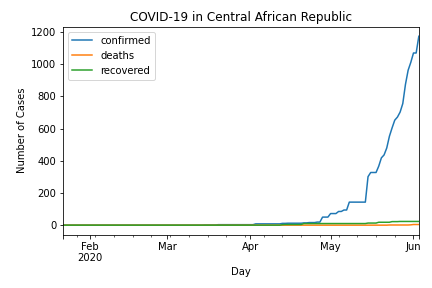 COVID-19 in Central African Republic
confirmed
deaths
recovered
Number of Cases
1200
1000
800
600
400
200
0
Feb
2020
Mar
Apr
May
Jun
Day